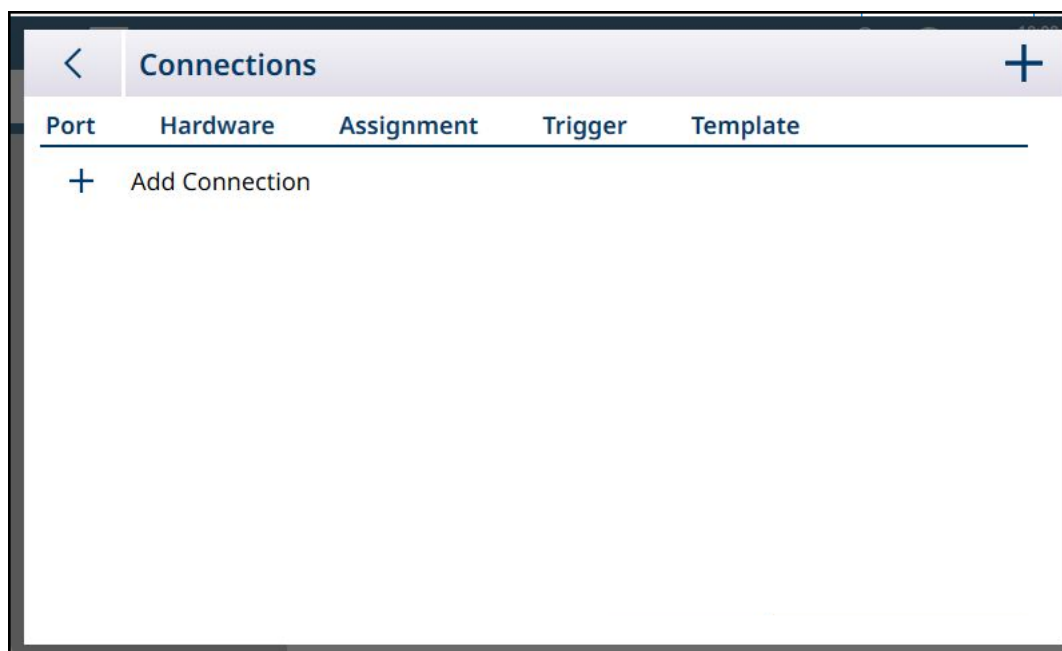 Connections
Port Hardware Assignment Trigger Template
Add Connection